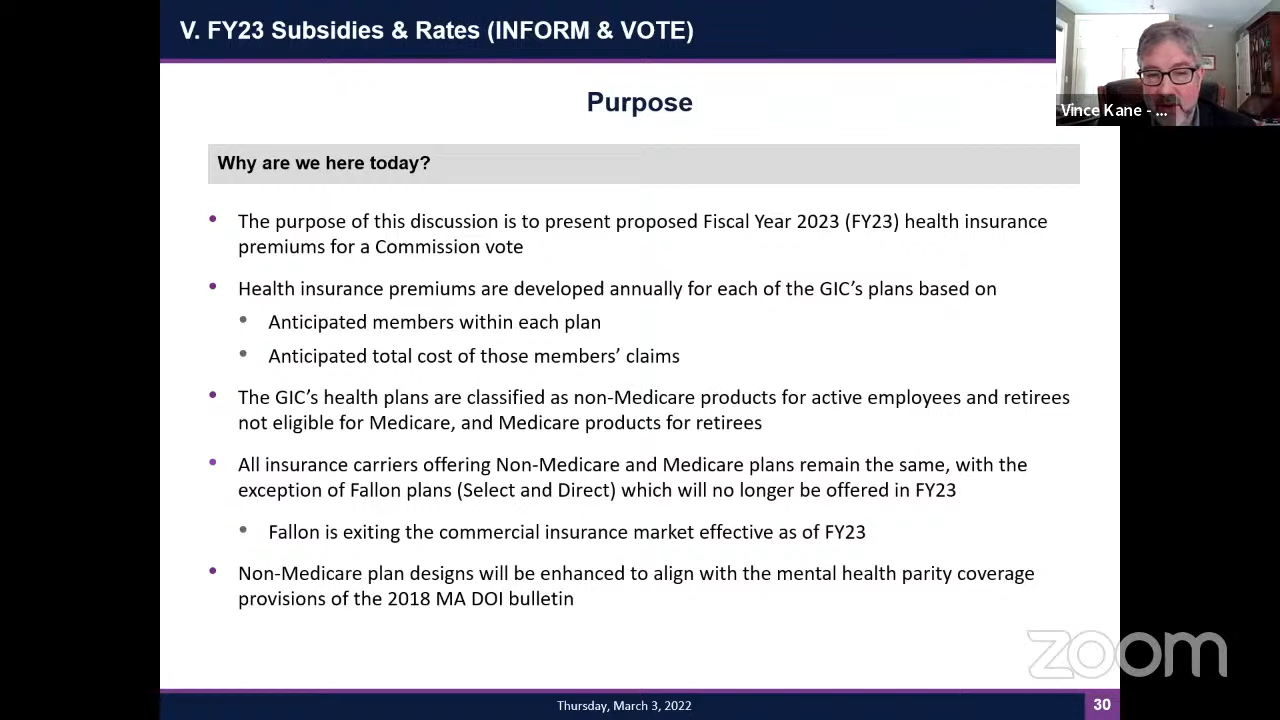 V. FY23 Subsidies & Rates (INFORM & VOTE)
Vince Kane - ...
Purpose
Why are we here today?
• The purpose of this discussion is to present proposed Fiscal Year 2023 (FY23) health insurance
premiums for a Commission vote
• Health insurance premiums are developed annually for each of the GIC’s plans based on
• Anticipated members within each plan
• Anticipated total cost of those members’ claims
• The GIC’s health plans are classified as non-Medicare products for active employees and retirees
not eligible for Medicare, and Medicare products for retirees
• All insurance carriers offering Non-Medicare and Medicare plans remain the same, with the
exception of Fallon plans (Select and Direct) which will no longer be offered in FY23
• Fallon is exiting the commercial insurance market effective as of FY23
• Non-Medicare plan designs will be enhanced to align with the mental health parity coverage
provisions of the 2018 MA DOI bulletin
zoom
Thursday, March 3, 2022
30